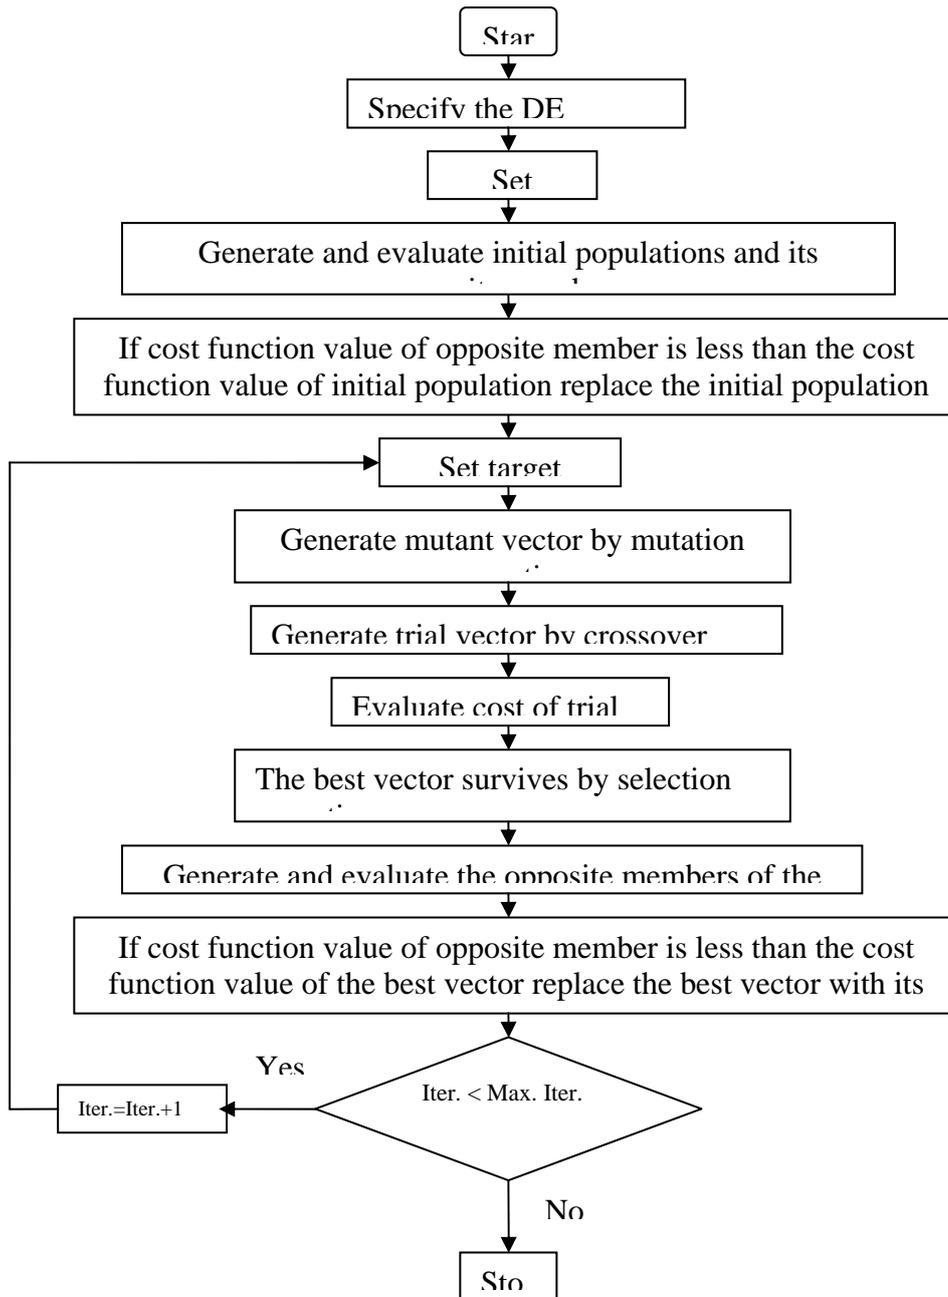 Star
Specify the DE
Set
Generate and evaluate initial populations and its
If cost function value of opposite member is less than the cost
function value of initial population replace the initial population
Set target
Generate mutant vector by mutation
Generate trial vector by crossover
Evaluate cost of trial
The best vector survives by selection
Generate and evaluate the opposite members of the
If cost function value of opposite member is less than the cost
function value of the best vector replace the best vector with its
Yes
Iter. < Max. Iter.
Iter.=Iter.+1
No
Sto